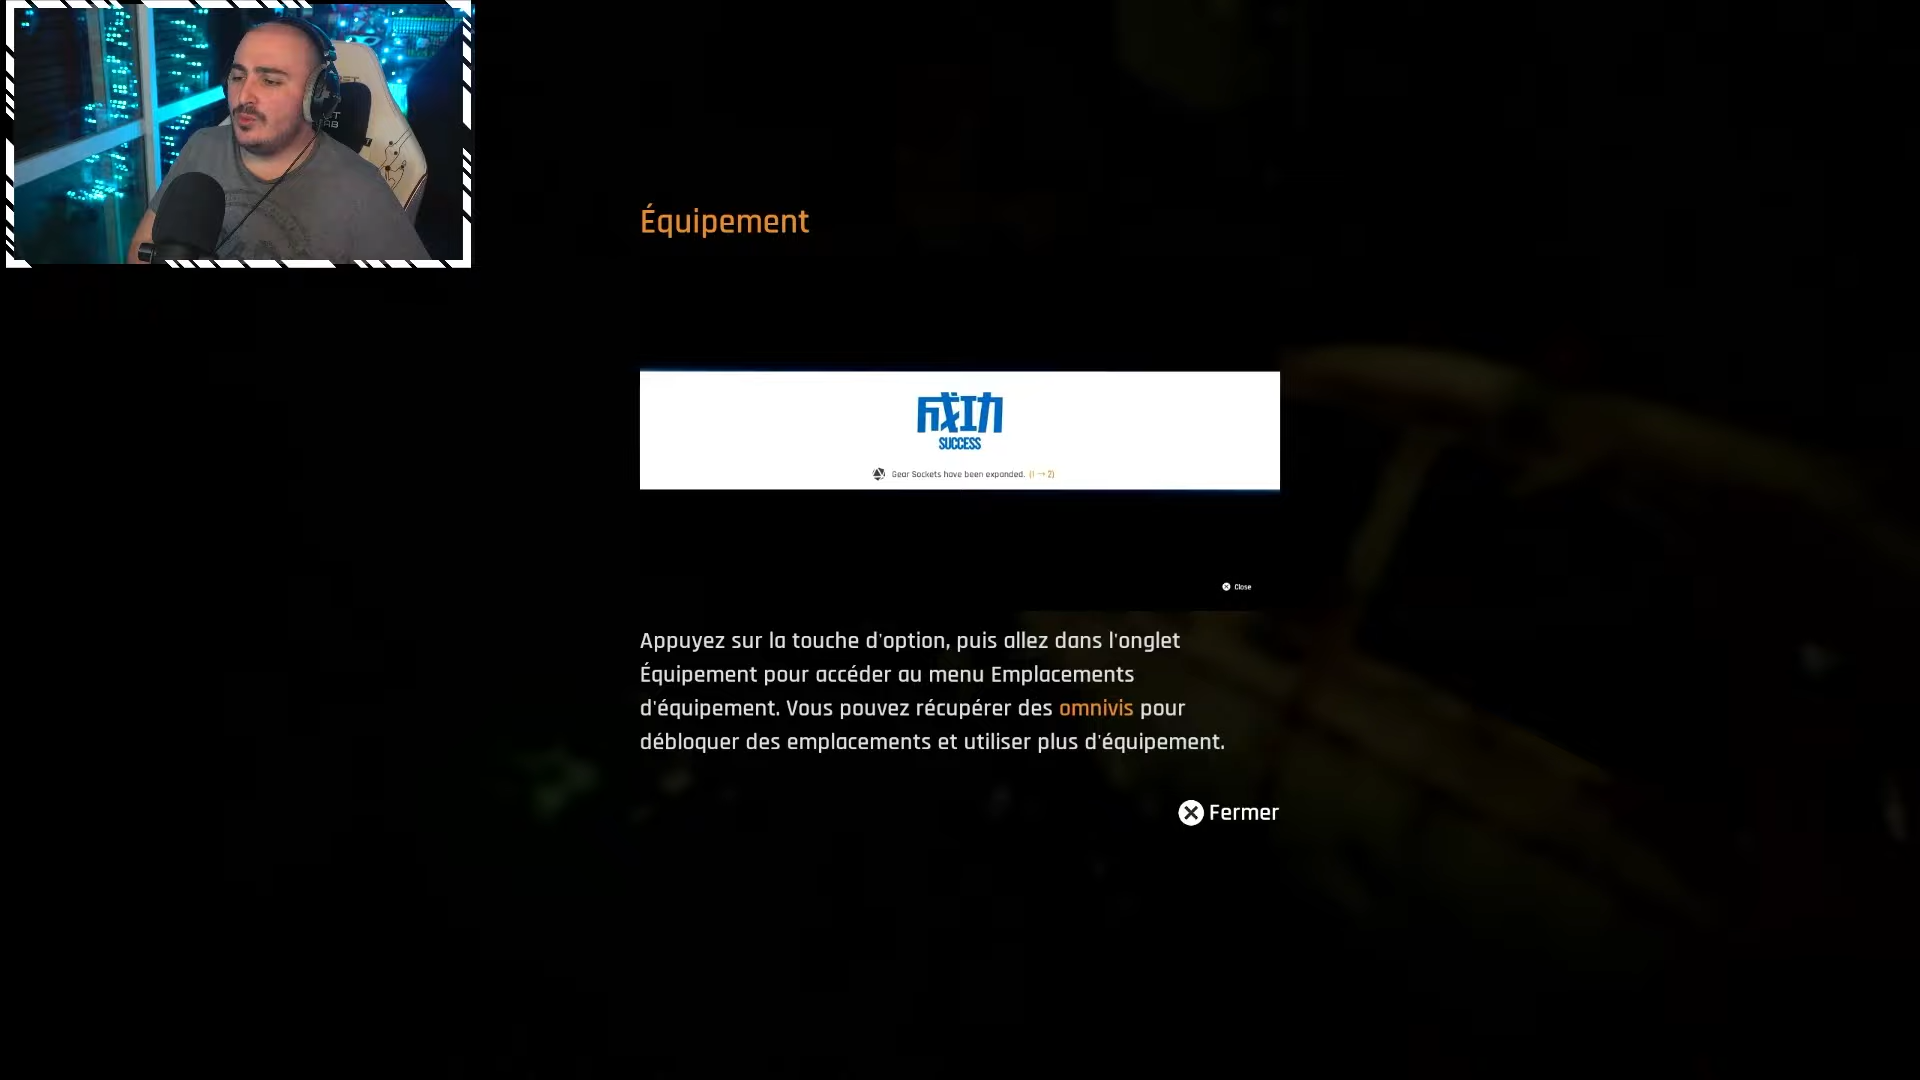 Équipement
成功
SUCCESS
Gear Sockets have been expanded. (1 → 2)
Close
Appuyez sur la touche d'option, puis allez dans l'onglet
Équipement pour accéder au menu Emplacements
d'équipement. Vous pouvez récupérer des omnivis pour
débloquer des emplacements et utiliser plus d'équipement.
Fermer